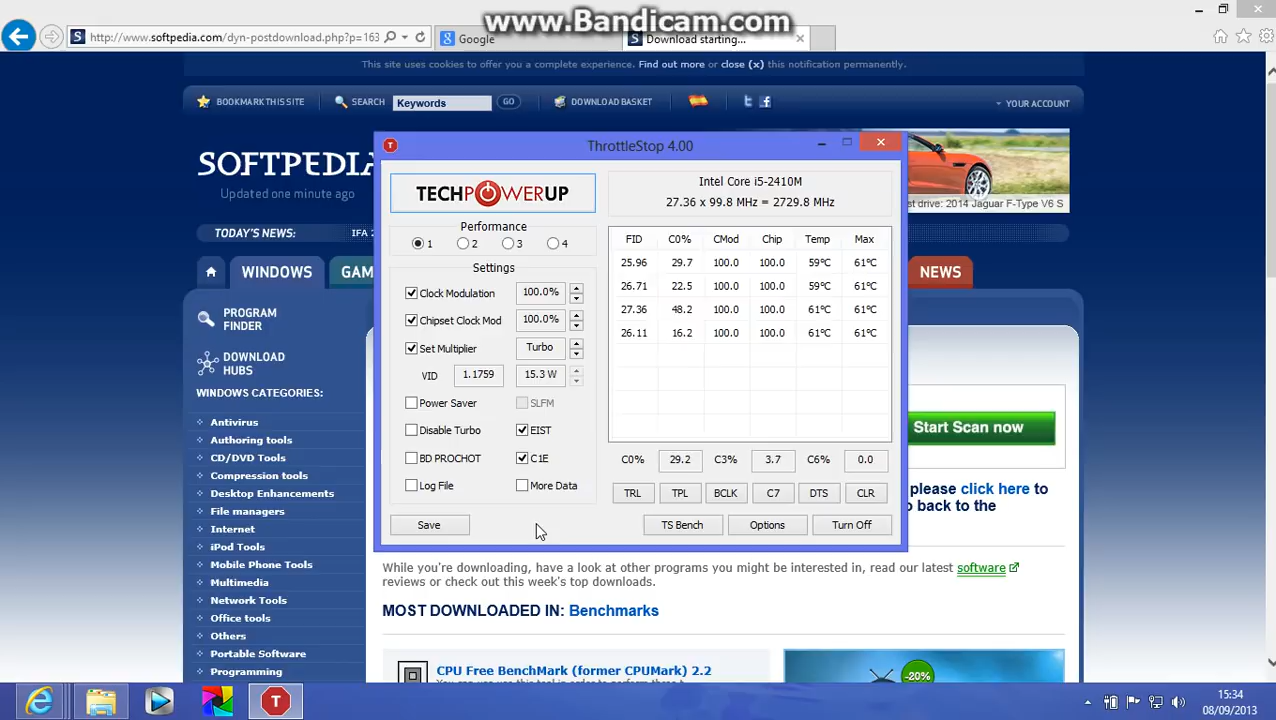 www.Bandicam.com
http://www.softpedia.com/dyn-postdownload.php?p=163
Google
Download starting...
This site uses cookies to offer you a complete experience. Find out more or close (x) this notification permanently.
BOOKMARK THIS SITE
SEARCH
Keywords
GO
DOWNLOAD BASKET
YOUR ACCOUNT
SOFTPEDIA
Updated one minute ago
drive: 2014 Jaguar F-Type V6 S
TODAY'S NEWS:
IFA
WINDOWS
GAM
NEWS
PROGRAM
FINDER
DOWNLOAD
HUBS
WINDOWS CATEGORIES:
Antivirus
Authoring tools
CD/DVD Tools
Compression tools
Desktop Enhancements
File managers
Internet
iPod Tools
Mobile Phone Tools
Multimedia
Network Tools
Office tools
Others
Portable Software
Programming
ThrottleStop 4.00
TECHPOWERUP
Performance
1 2 3 4
Settings
Clock Modulation 100.0%
Chipset Clock Mod 100.0%
Set Multiplier Turbo
VID 1.1759 15.3 W
Power Saver SLFM
Disable Turbo EIST
BD PROCHOT C1E
Log File More Data
Save
Intel Core i5-2410M
27.36 x 99.8 MHz = 2729.8 MHz
FID C0% CMod Chip Temp Max
25.96 29.7 100.0 100.0 59°C 61°C
26.71 22.5 100.0 100.0 59°C 61°C
27.36 48.2 100.0 100.0 61°C 61°C
26.11 16.2 100.0 100.0 61°C 61°C
C0% 29.2 C3% 3.7 C6% 0.0
TRL TPL BCLK C7 DTS CLR
TS Bench Options Turn Off
Start Scan now
please click here to
go back to the
While you're downloading, have a look at other programs you might be interested in, read our latest software
reviews or check out this week's top downloads.
MOST DOWNLOADED IN: Benchmarks
CPU Free BenchMark (former CPUMark) 2.2
-20%
15:34
08/09/2013